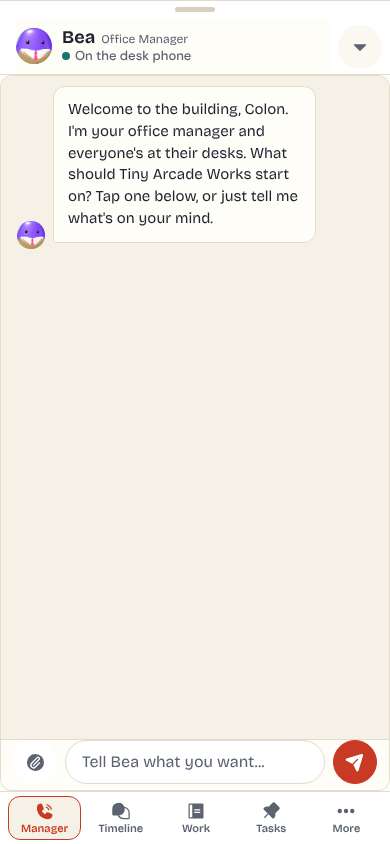 Bea Office Manager
On the desk phone
Welcome to the building, Colon.
I'm your office manager and
everyone's at their desks. What
should Tiny Arcade Works start
on? Tap one below, or just tell me
what's on your mind.
Tell Bea what you want...
Manager
Timeline
Work
Tasks
More